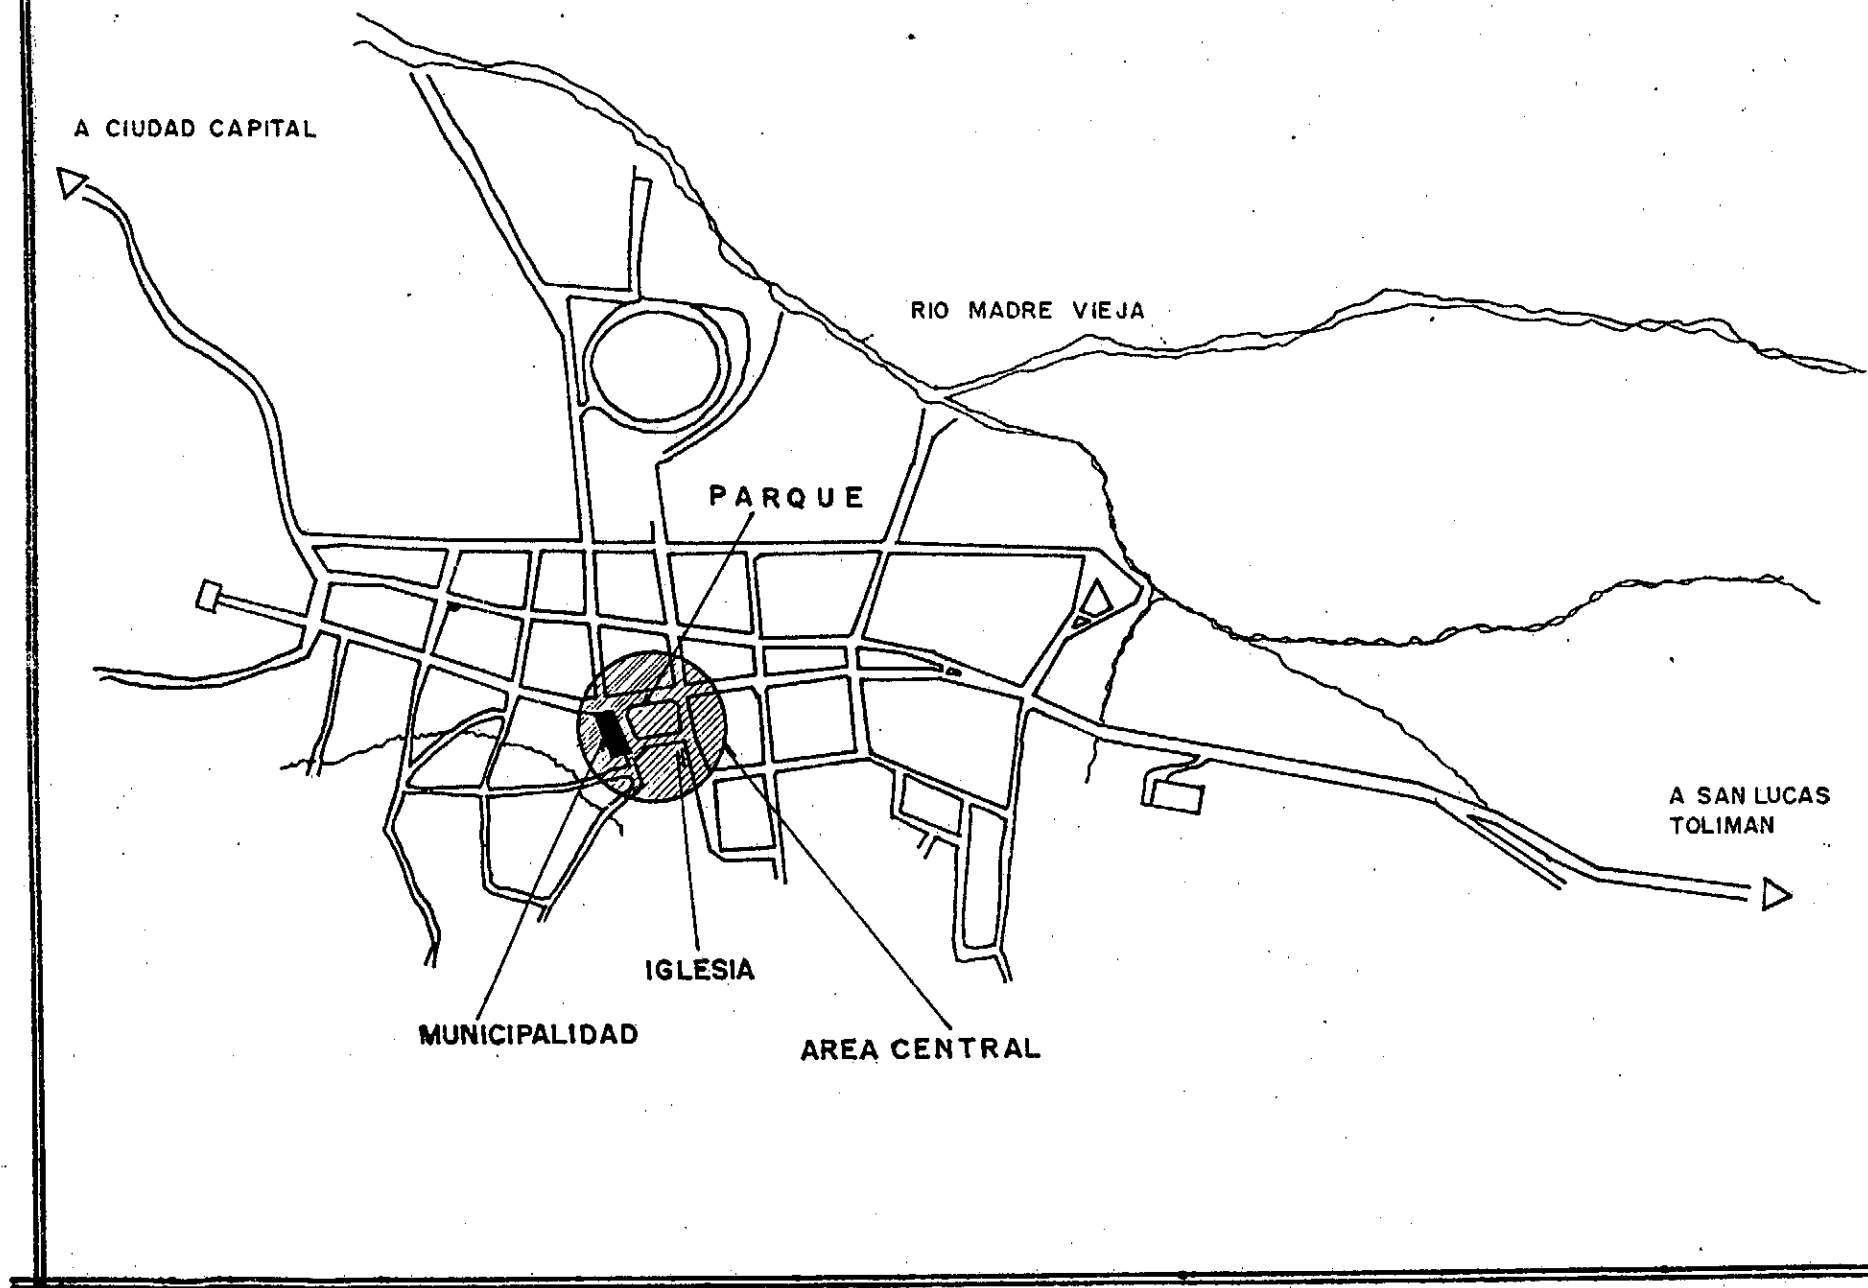 A CIUDAD CAPITAL
RIO MADRE VIEJA
PARQUE
A SAN LUCAS
TOLIMAN
IGLESIA
MUNICIPALIDAD
AREA CENTRAL